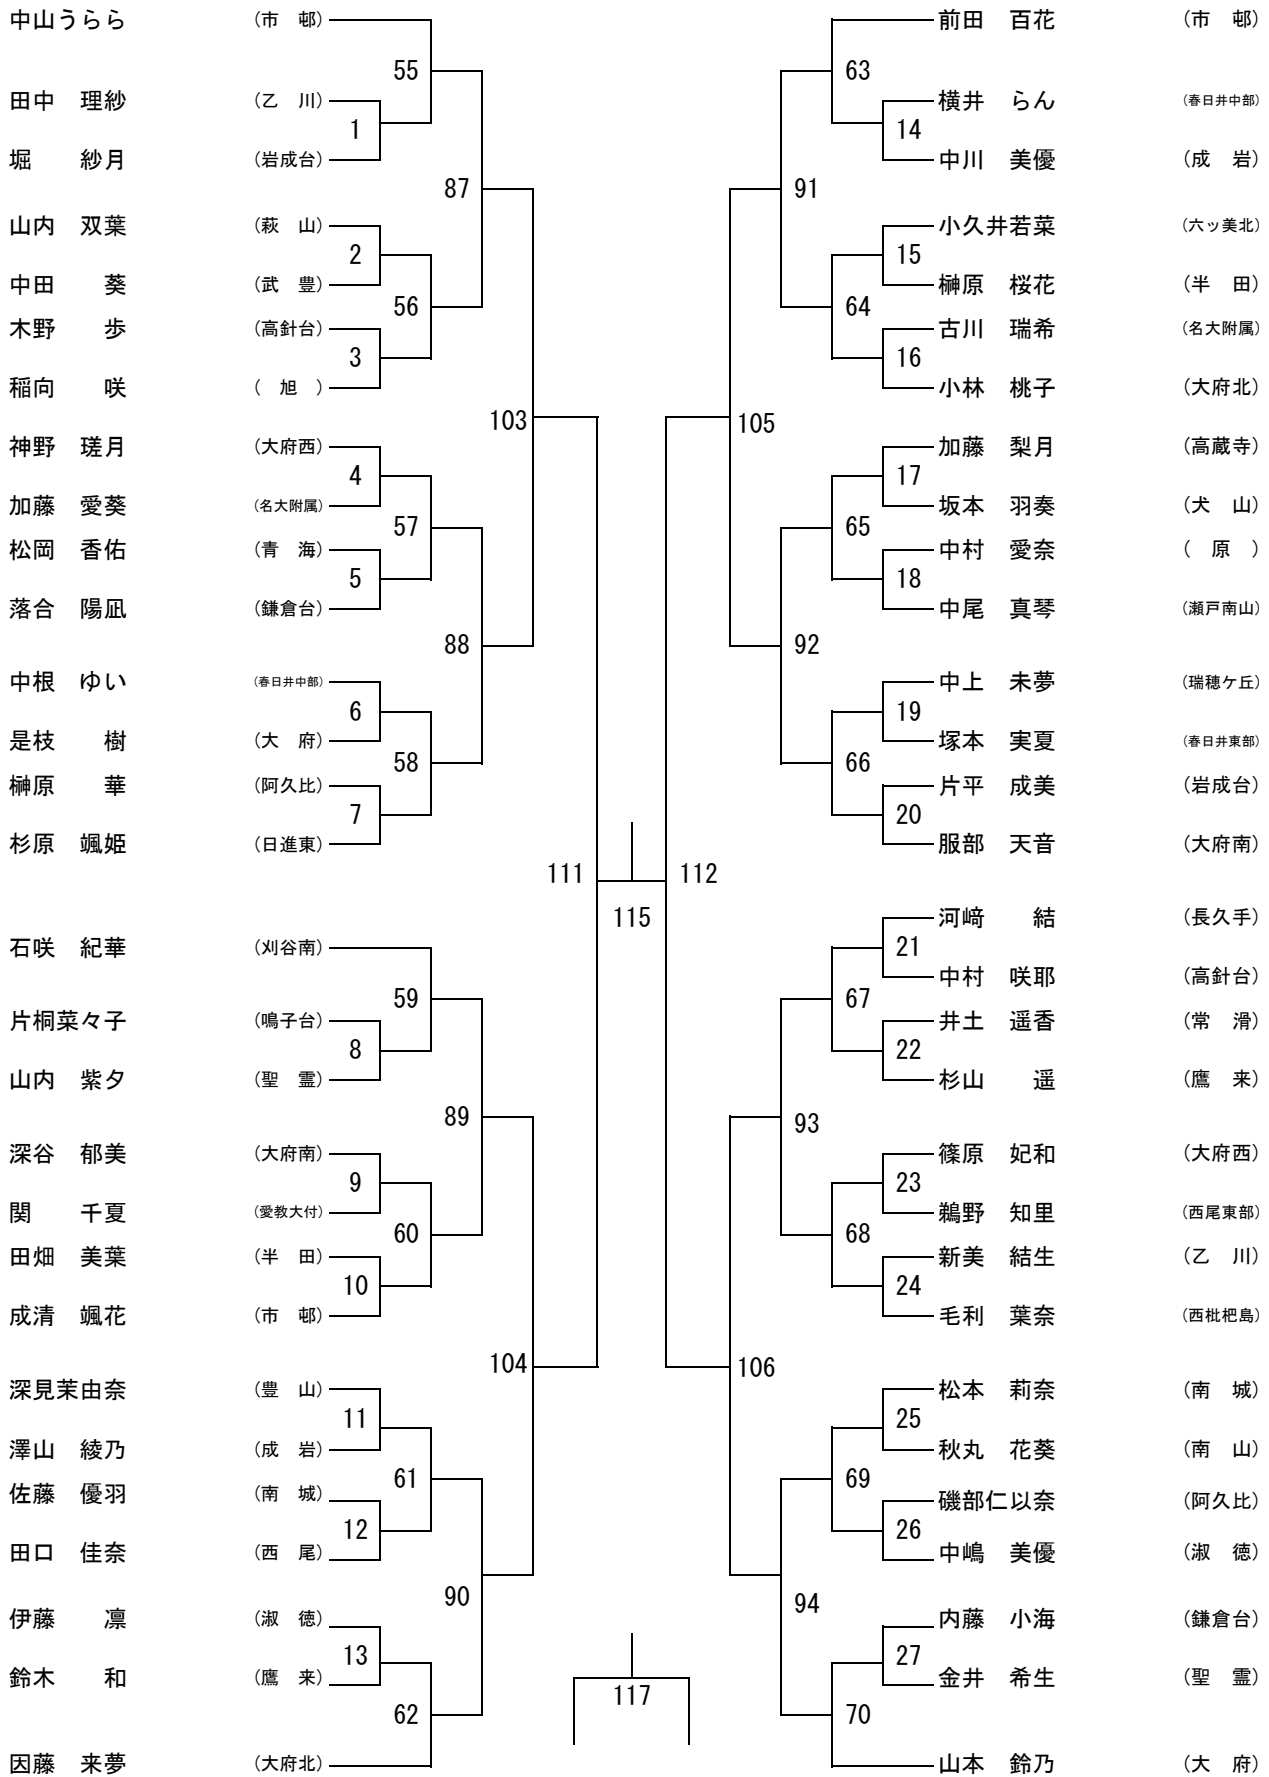 中山うらら （市　邨）
55
田中　理紗 （乙　川）
1
堀　　紗月 （岩成台）
87
山内　双葉 （萩　山）
2
中田　　葵 （武　豊）
56
木野　　歩 （高針台）
3
稲向　　咲 （　旭　）
103
神野　瑳月 （大府西）
4
加藤　愛葵 （名大附属）
57
松岡　香佑 （青　海）
5
落合　陽凪 （鎌倉台）
88
中根　ゆい （春日井中部）
6
是枝　　樹 （大　府）
58
榊原　　華 （阿久比）
7
杉原　颯姫 （日進東）
111
石咲　紀華 （刈谷南）
59
片桐菜々子 （鳴子台）
8
山内　紫夕 （聖　霊）
89
深谷　郁美 （大府南）
9
関　　千夏 （愛教大付）
60
田畑　美葉 （半　田）
10
成清　颯花 （市　邨）
104
深見茉由奈 （豊　山）
11
澤山　綾乃 （成　岩）
61
佐藤　優羽 （南　城）
12
田口　佳奈 （西　尾）
90
伊藤　　凛 （淑　徳）
13
鈴木　　和 （鷹　来）
62
因藤　来夢 （大府北）
115
117
前田　百花 （市　邨）
63
横井　らん （春日井中部）
14
中川　美優 （成　岩）
91
小久井若菜 （六ッ美北）
15
榊原　桜花 （半　田）
64
古川　瑞希 （名大附属）
16
小林　桃子 （大府北）
105
加藤　梨月 （高蔵寺）
17
坂本　羽奏 （犬　山）
65
中村　愛奈 （　原　）
18
中尾　真琴 （瀬戸南山）
92
中上　未夢 （瑞穂ケ丘）
19
塚本　実夏 （春日井東部）
66
片平　成美 （岩成台）
20
服部　天音 （大府南）
112
河﨑　　結 （長久手）
21
中村　咲耶 （高針台）
67
井土　遥香 （常　滑）
22
杉山　　遥 （鷹　来）
93
篠原　妃和 （大府西）
23
鵜野　知里 （西尾東部）
68
新美　結生 （乙　川）
24
毛利　葉奈 （西枇杷島）
106
松本　莉奈 （南　城）
25
秋丸　花葵 （南　山）
69
磯部仁以奈 （阿久比）
26
中嶋　美優 （淑　徳）
94
内藤　小海 （鎌倉台）
27
金井　希生 （聖　霊）
70
山本　鈴乃 （大　府）